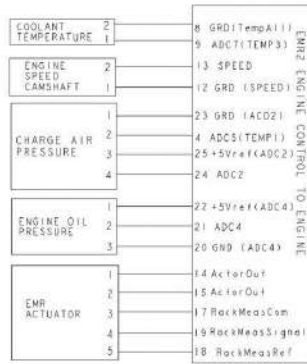 COOLANT 2 8 GRD(TempAll)
TEMPERATURE 1 9 ADCT(TEMP3)
ENGINE 2 13 SPEED
SPEED
CAMSHAFT 1 12 GRD (SPEED)
1 23 GRD (ACD2)
CHARGE AIR 2 4 ADC5(TEMP1)
PRESSURE 3 25 +5Vref(ADC2)
4 24 ADC2
1 22 +5Vref(ADC4)
ENGINE OIL 2 21 ADC4
PRESSURE 3 20 GND (ADC4)
1 14 ActorOut
EMR 2 15 ActorOut
ACTUATOR 3 17 RackMeasCom
4 19 RackMeasSignal
5 18 RackMeasRef
EMR2 ENGINE CONTROL TO ENGINE